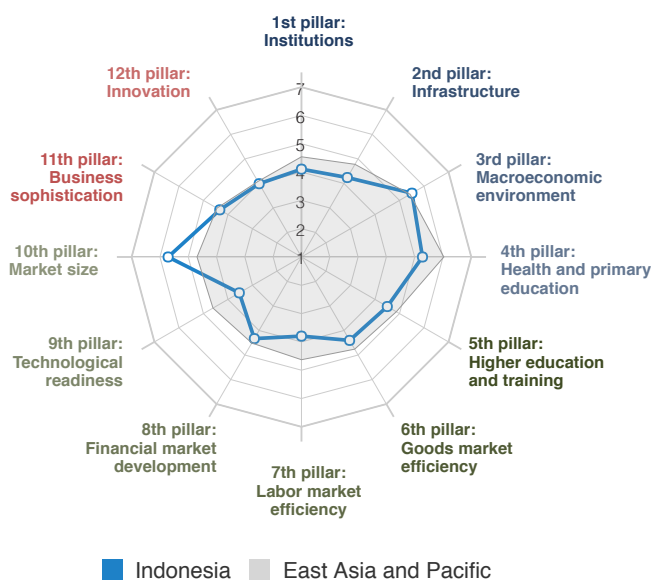 1st pillar:
Institutions
2nd pillar:
Infrastructure
3rd pillar:
Macroeconomic
environment
4th pillar:
Health and primary
education
5th pillar:
Higher education
and training
6th pillar:
Goods market
efficiency
7th pillar:
Labor market
efficiency
8th pillar:
Financial market
development
9th pillar:
Technological
readiness
10th pillar:
Market size
11th pillar:
Business
sophistication
12th pillar:
Innovation
7
6
5
4
3
2
1
Indonesia
East Asia and Pacific